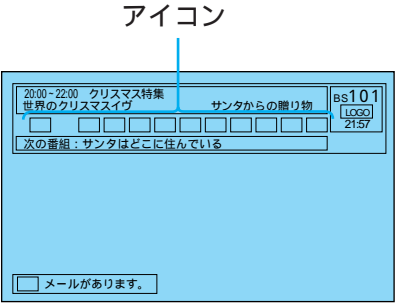 アイコン
20:00~22:00 クリスマス特集
世界のクリスマスイヴ サンタからの贈り物
BS101
LOGO
21:57
次の番組：サンタはどこに住んでいる
メールがあります。